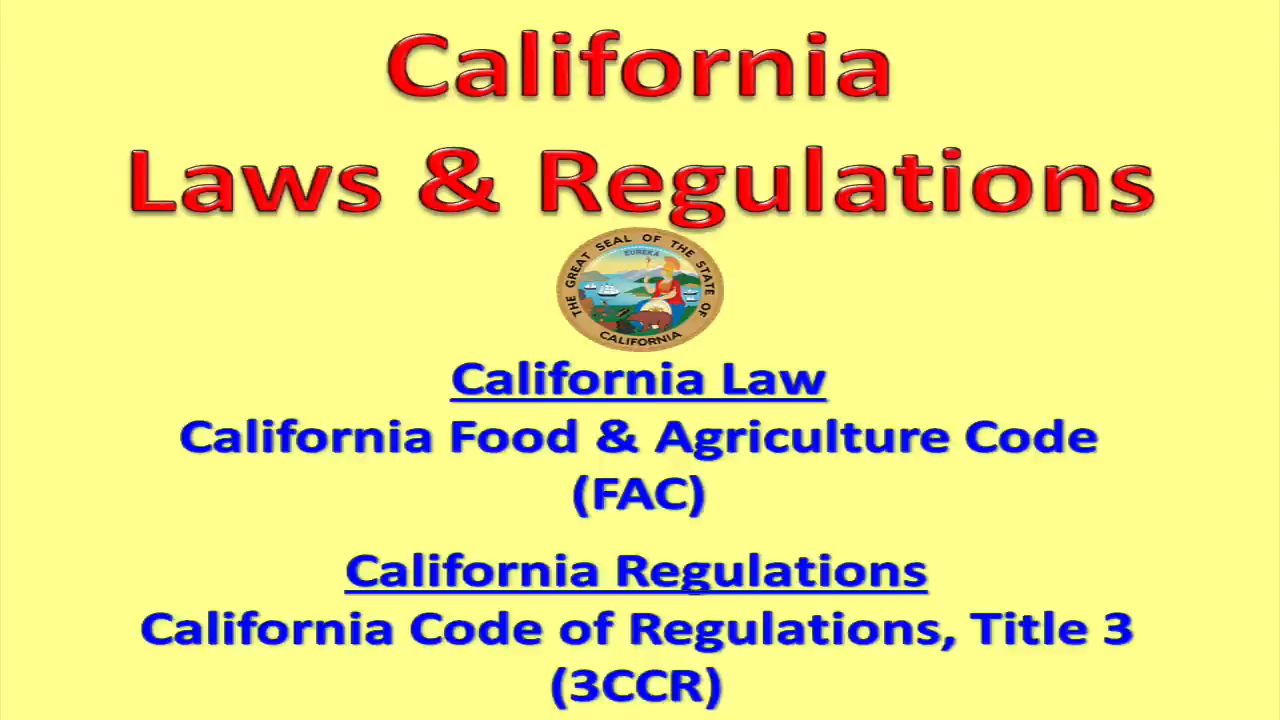 California
Laws & Regulations
THE GREAT SEAL OF THE STATE OF
EUREKA
CALIFORNIA
California Law
California Food & Agriculture Code
(FAC)
California Regulations
California Code of Regulations, Title 3
(3CCR)